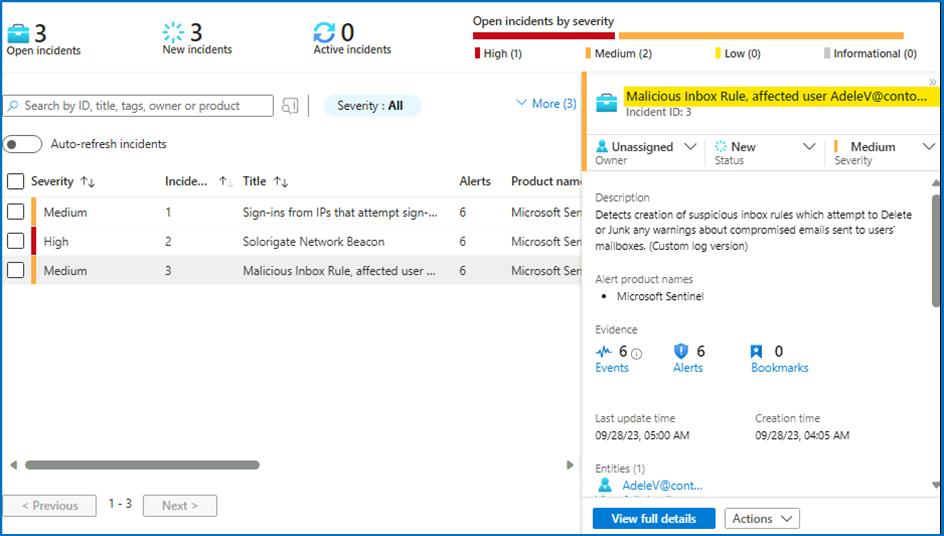 3
Open incidents
3
New incidents
0
Active incidents
Open incidents by severity
High (1)
Medium (2)
Low (0)
Informational (0)
Search by ID, title, tags, owner or product
Severity : All
More (3)
Auto-refresh incidents
Severity ↑↓ Incide... ↑↓ Title ↑↓ Alerts Product name
Medium 1 Sign-ins from IPs that attempt sign-... 6 Microsoft Sentin
High 2 Solorigate Network Beacon 6 Microsoft Sentin
Medium 3 Malicious Inbox Rule, affected user ... 6 Microsoft Sentin
< Previous 1 - 3 Next >
»
Malicious Inbox Rule, affected user AdeleV@conto...
Incident ID: 3
Unassigned
Owner
New
Status
Medium
Severity
Description
Detects creation of suspicious inbox rules which attempt to Delete
or Junk any warnings about compromised emails sent to users'
mailboxes. (Custom log version)
Alert product names
• Microsoft Sentinel
Evidence
6
Events
6
Alerts
0
Bookmarks
Last update time
09/28/23, 05:00 AM
Creation time
09/28/23, 04:05 AM
Entities (1)
AdeleV@cont...
View full details
Actions